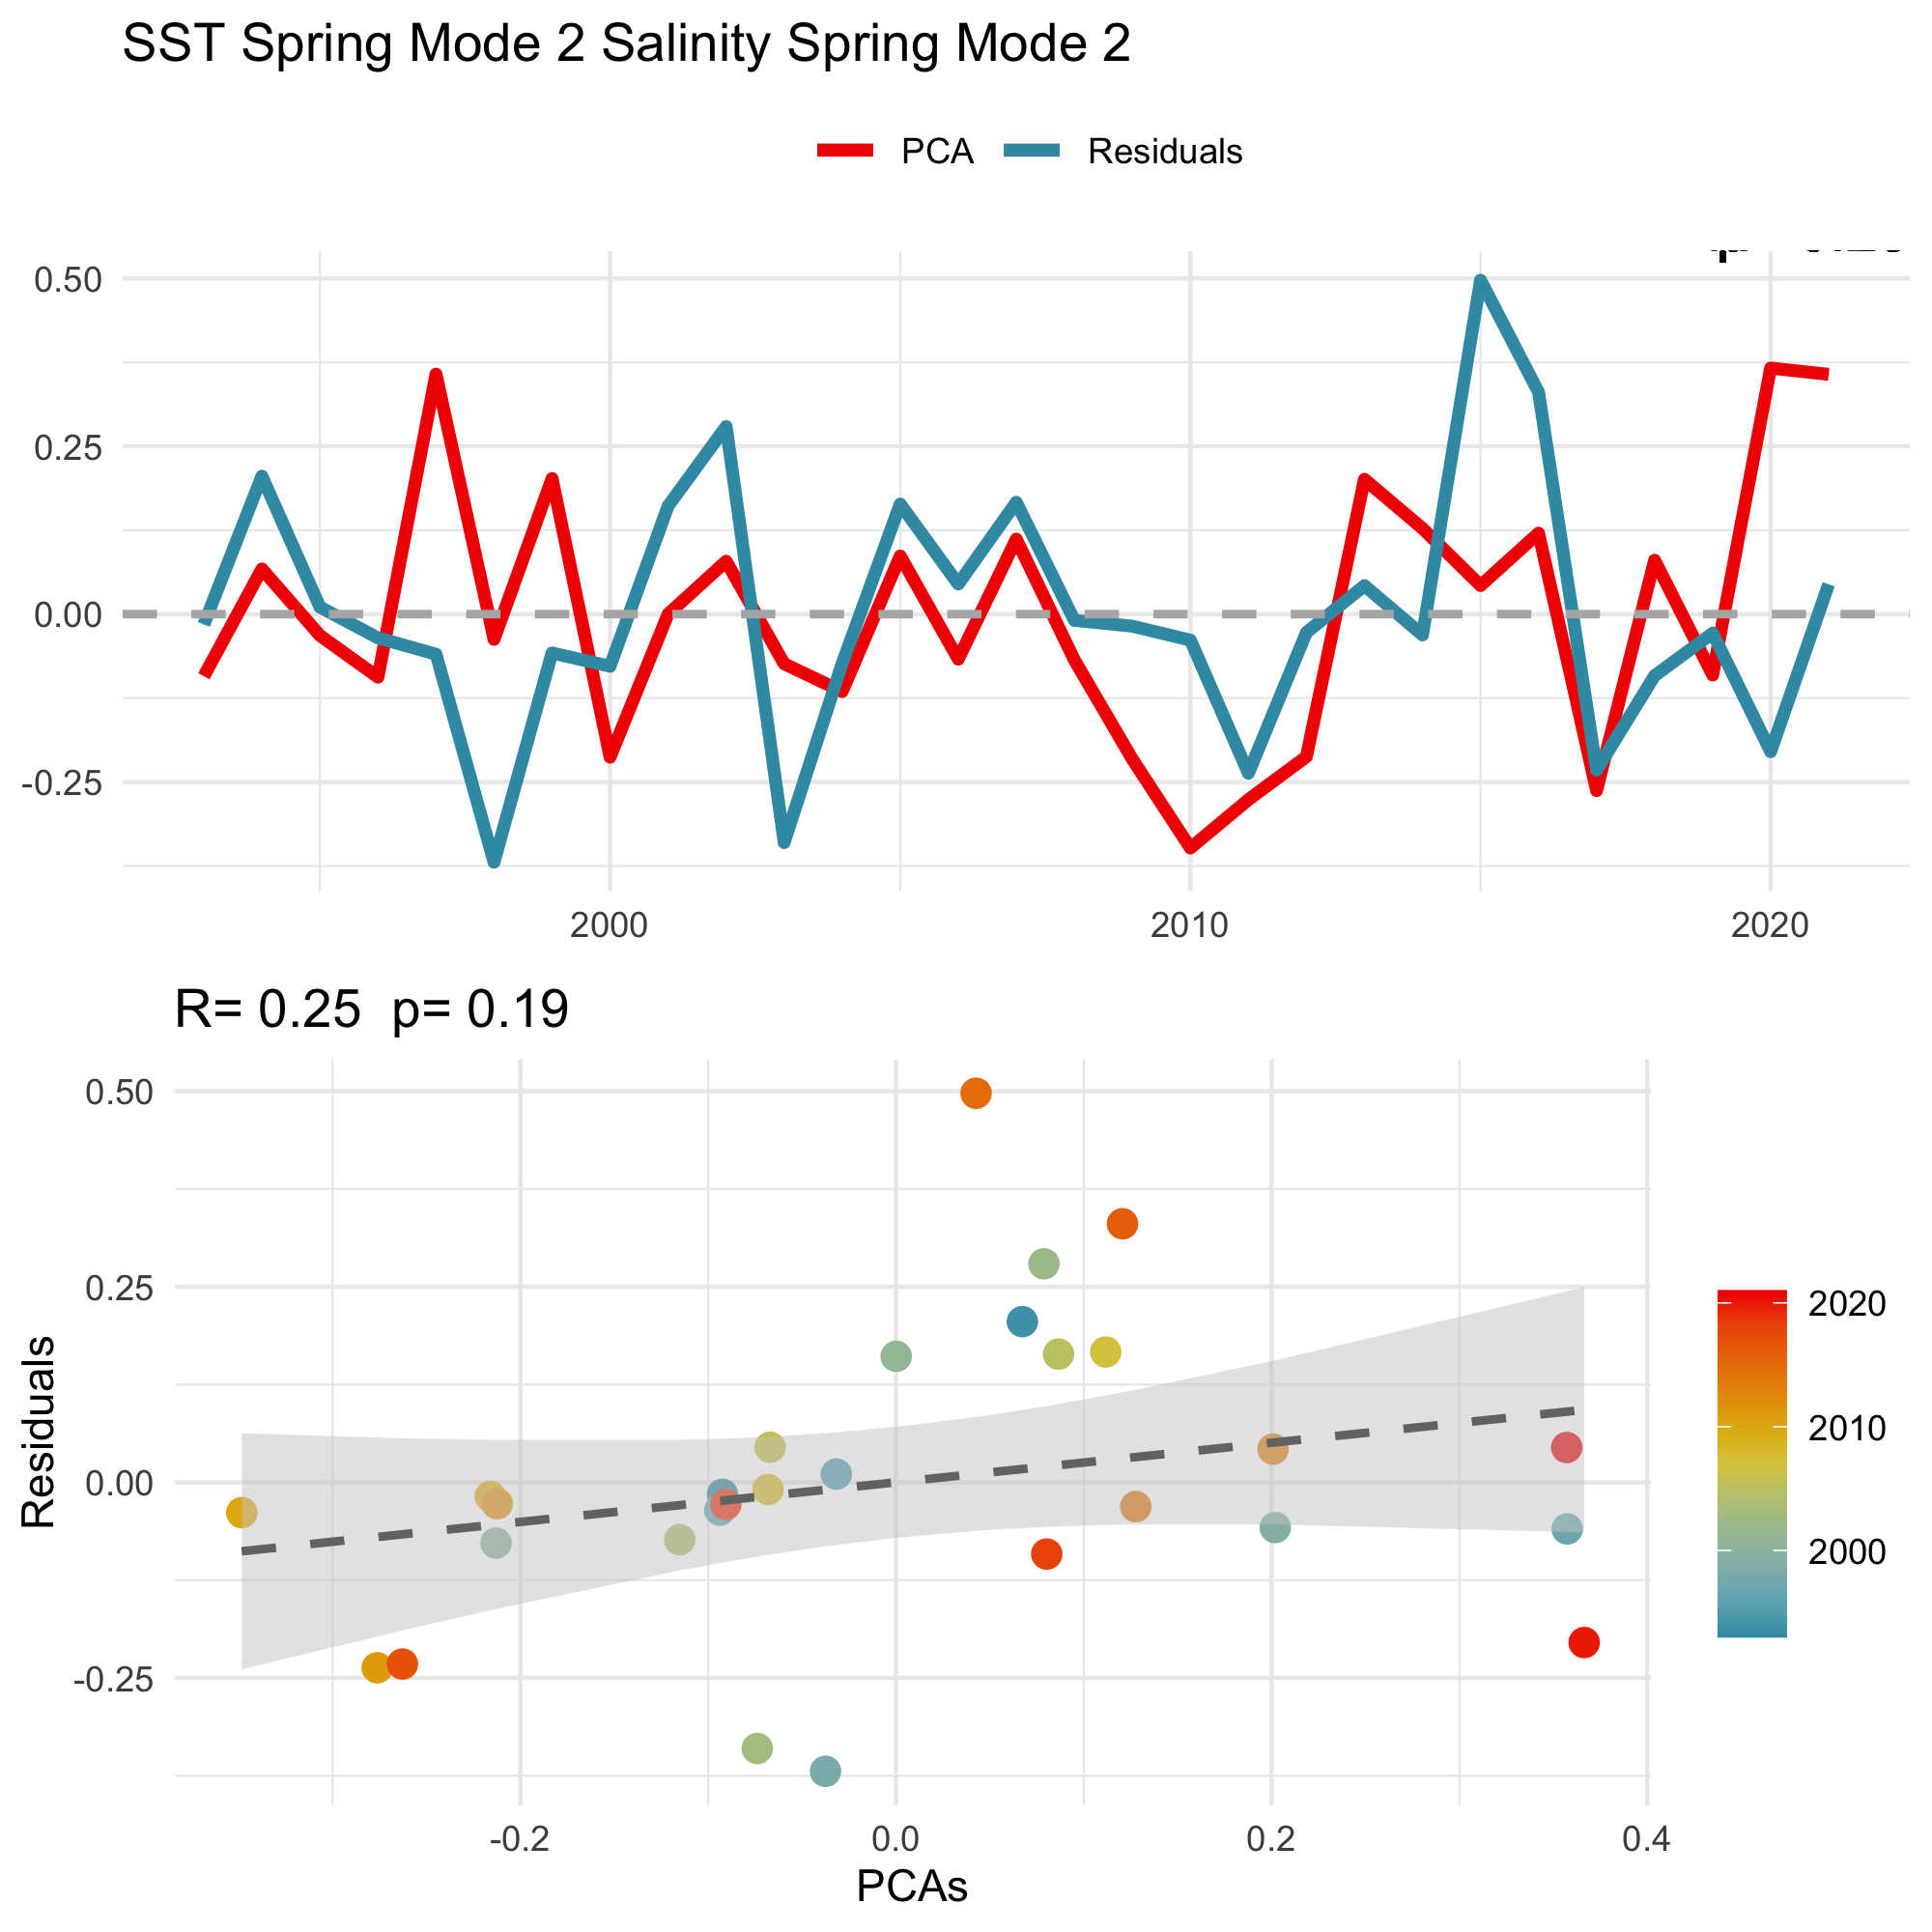 SST Spring Mode 2 Salinity Spring Mode 2
PCA Residuals
0.50
0.25
0.00
-0.25
2000 2010 2020
R= 0.25 p= 0.19
0.50
0.25
0.00
-0.25
Residuals
-0.2 0.0 0.2 0.4
PCAs
2020
2010
2000